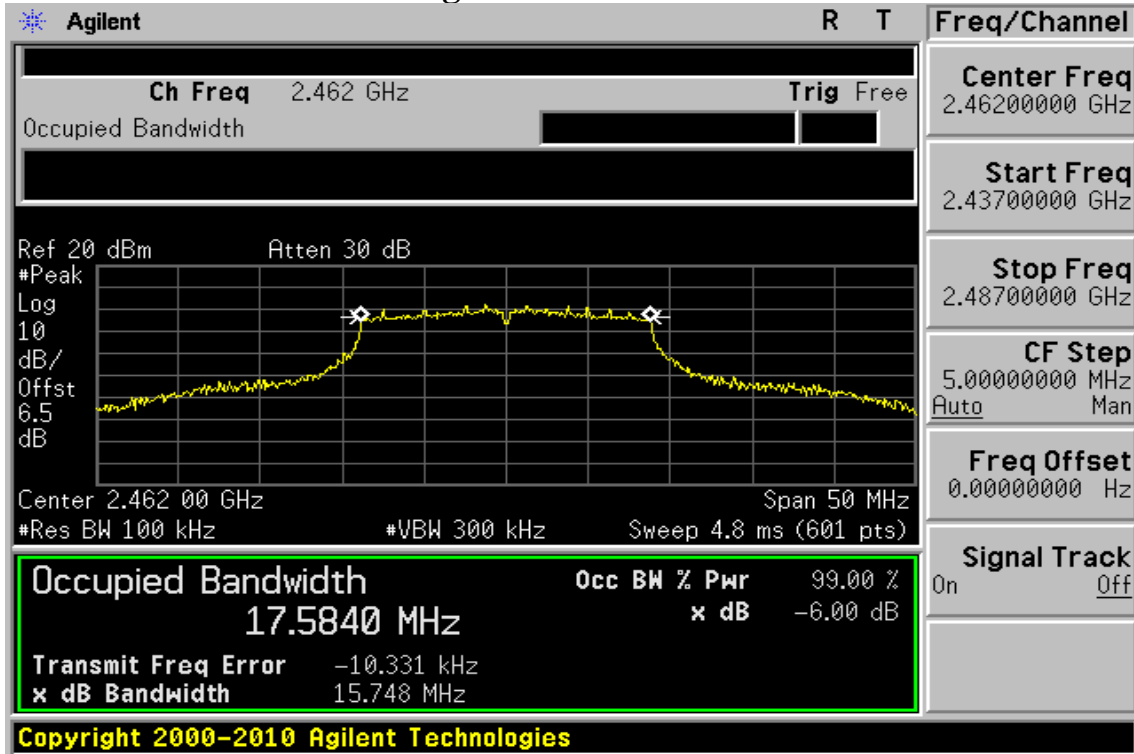 Agilent R T
Freq/Channel
Ch Freq 2.462 GHz Trig Free
Occupied Bandwidth
Center Freq
2.46200000 GHz
Start Freq
2.43700000 GHz
Stop Freq
2.48700000 GHz
CF Step
5.00000000 MHz
Auto Man
Freq Offset
0.00000000 Hz
Signal Track
On Off
Ref 20 dBm Atten 30 dB
#Peak
Log
10
dB/
Offst
6.5
dB
Center 2.462 00 GHz Span 50 MHz
#Res BW 100 kHz #VBW 300 kHz Sweep 4.8 ms (601 pts)
Occupied Bandwidth Occ BW % Pwr 99.00 %
17.5840 MHz x dB -6.00 dB
Transmit Freq Error -10.331 kHz
x dB Bandwidth 15.748 MHz
Copyright 2000-2010 Agilent Technologies